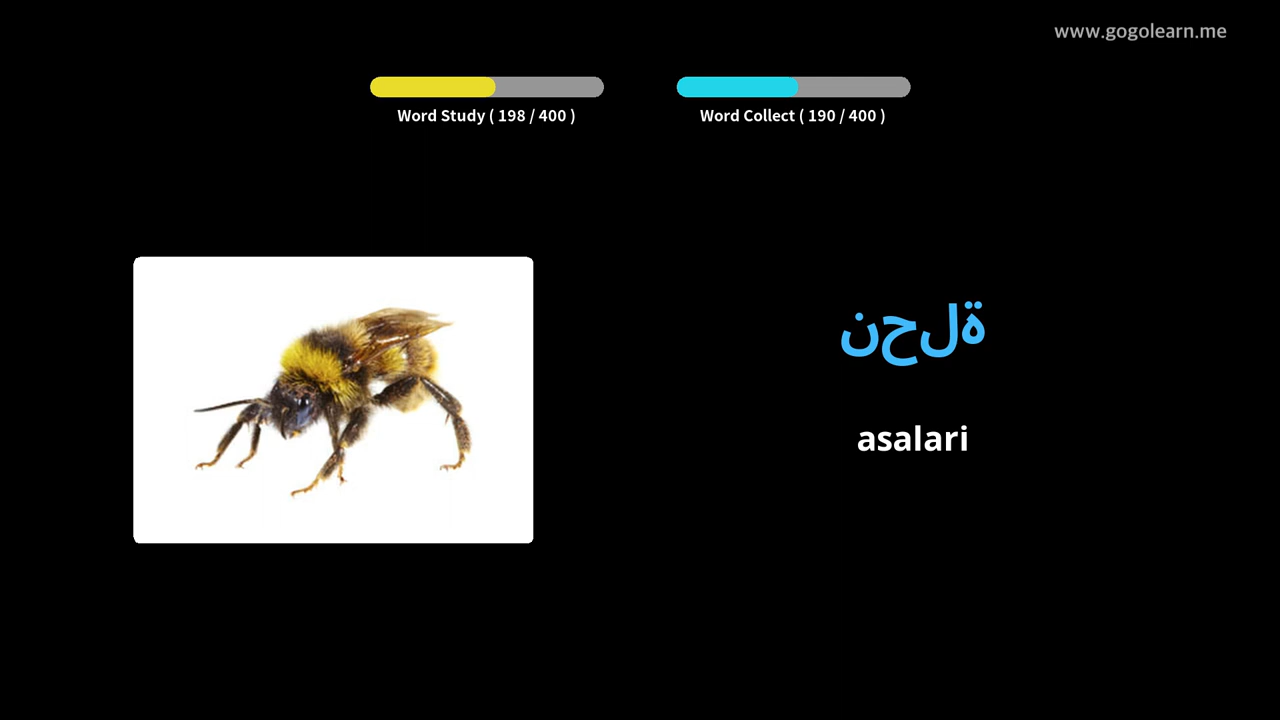 www.gogolearn.me
Word Study ( 198 / 400 )
Word Collect ( 190 / 400 )
نحلة
asalari